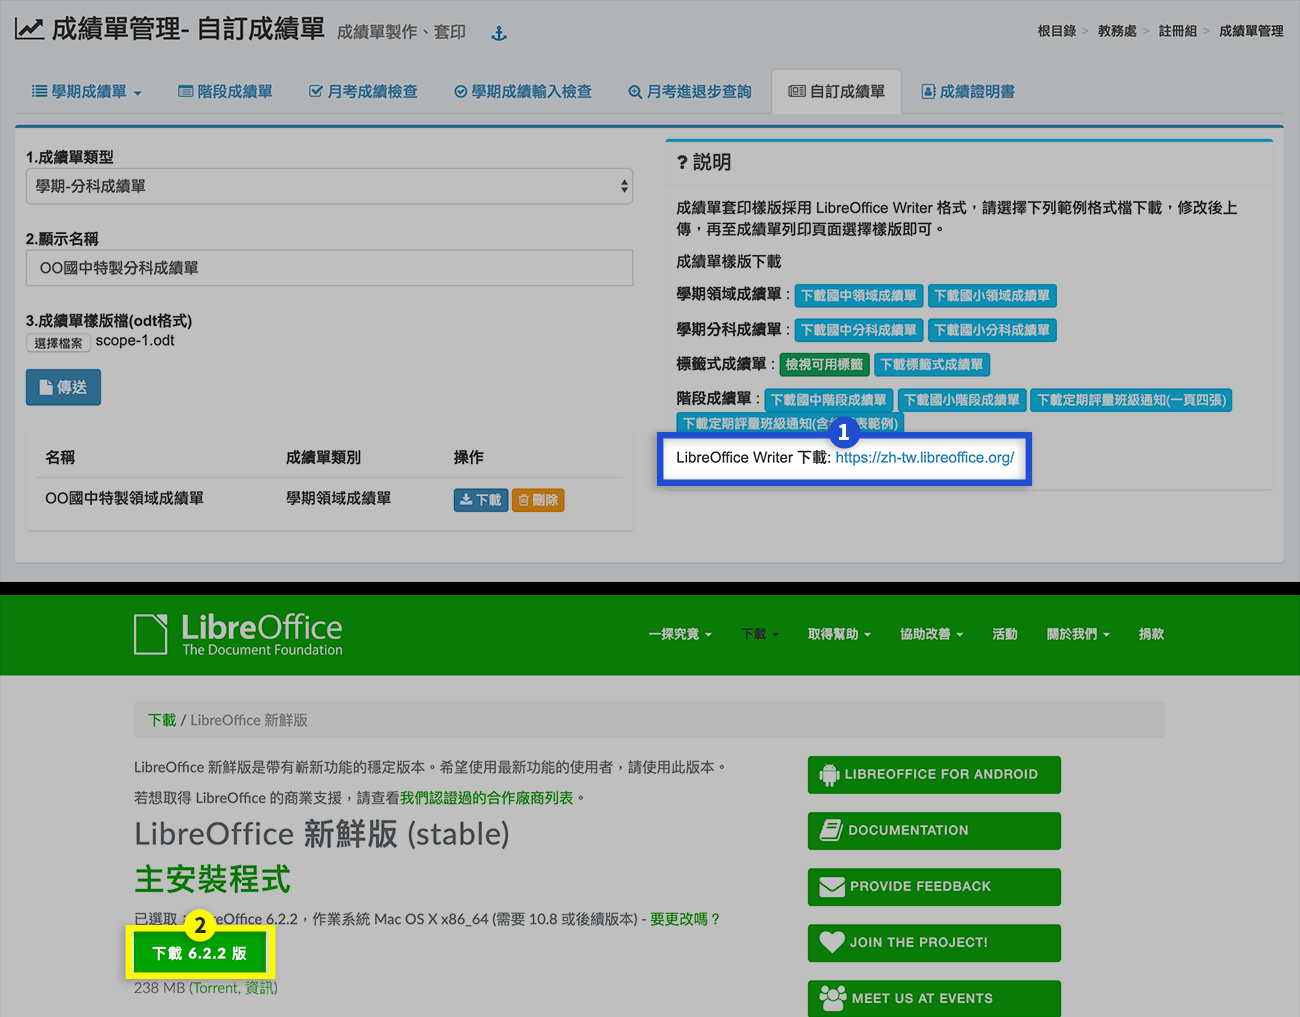 成績單管理- 自訂成績單 成績單製作、套印
根目錄 > 教務處 > 註冊組 > 成績單管理
學期成績單 階段成績單 月考成績檢查 學期成績輸入檢查 月考進退步查詢 自訂成績單 成績證明書
1.成績單類型
學期-分科成績單
2.顯示名稱
OO國中特製分科成績單
3.成績單樣版檔(odt格式)
選擇檔案 scope-1.odt
傳送
名稱 成績單類別 操作
OO國中特製領域成績單 學期領域成績單 下載 刪除
? 說明
成績單套印樣版採用 LibreOffice Writer 格式，請選擇下列範例格式檔下載，修改後上
傳，再至成績單列印頁面選擇樣版即可。
成績單樣版下載
學期領域成績單 : 下載國中領域成績單 下載國小領域成績單
學期分科成績單 : 下載國中分科成績單 下載國小分科成績單
標籤式成績單 : 檢視可用標籤 下載標籤式成績單
階段成績單 : 下載國中階段成績單 下載國小階段成績單 下載定期評量班級通知(一頁四張)
下載定期評量班級通知(含 表範例)
1
LibreOffice Writer 下載: https://zh-tw.libreoffice.org/
LibreOffice
The Document Foundation
一探究竟 下載 取得幫助 協助改善 活動 關於我們 捐款
下載 / LibreOffice 新鮮版
LibreOffice 新鮮版是帶有嶄新功能的穩定版本。希望使用最新功能的使用者，請使用此版本。
若想取得 LibreOffice 的商業支援，請查看我們認證過的合作廠商列表。
LibreOffice 新鮮版 (stable)
主安裝程式
已選取 eOffice 6.2.2，作業系統 Mac OS X x86_64 (需要 10.8 或後續版本) - 要更改嗎？
2
下載 6.2.2 版
238 MB (Torrent, 資訊)
LIBREOFFICE FOR ANDROID
DOCUMENTATION
PROVIDE FEEDBACK
JOIN THE PROJECT!
MEET US AT EVENTS